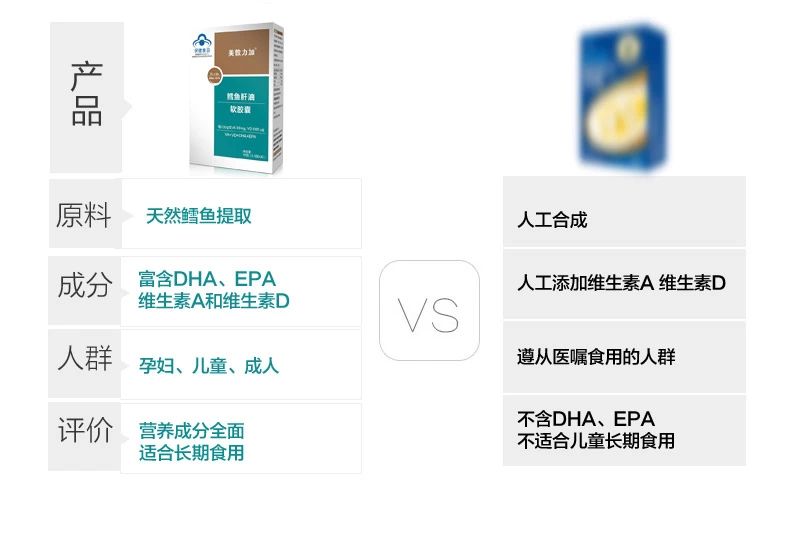 产品
美敷力加
鳕鱼肝油
软胶囊
原料
天然鳕鱼提取
人工合成
成分
富含DHA、EPA
维生素A和维生素D
人工添加维生素A 维生素D
VS
人群
孕妇、儿童、成人
遵从医嘱食用的人群
评价
营养成分全面
适合长期食用
不含DHA、EPA
不适合儿童长期食用